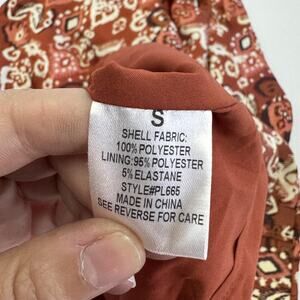 S
SHELL FABRIC:
100% POLYESTER
LINING: 95% POLYESTER
5% ELASTANE
STYLE#PL665
MADE IN CHINA
SEE REVERSE FOR CARE